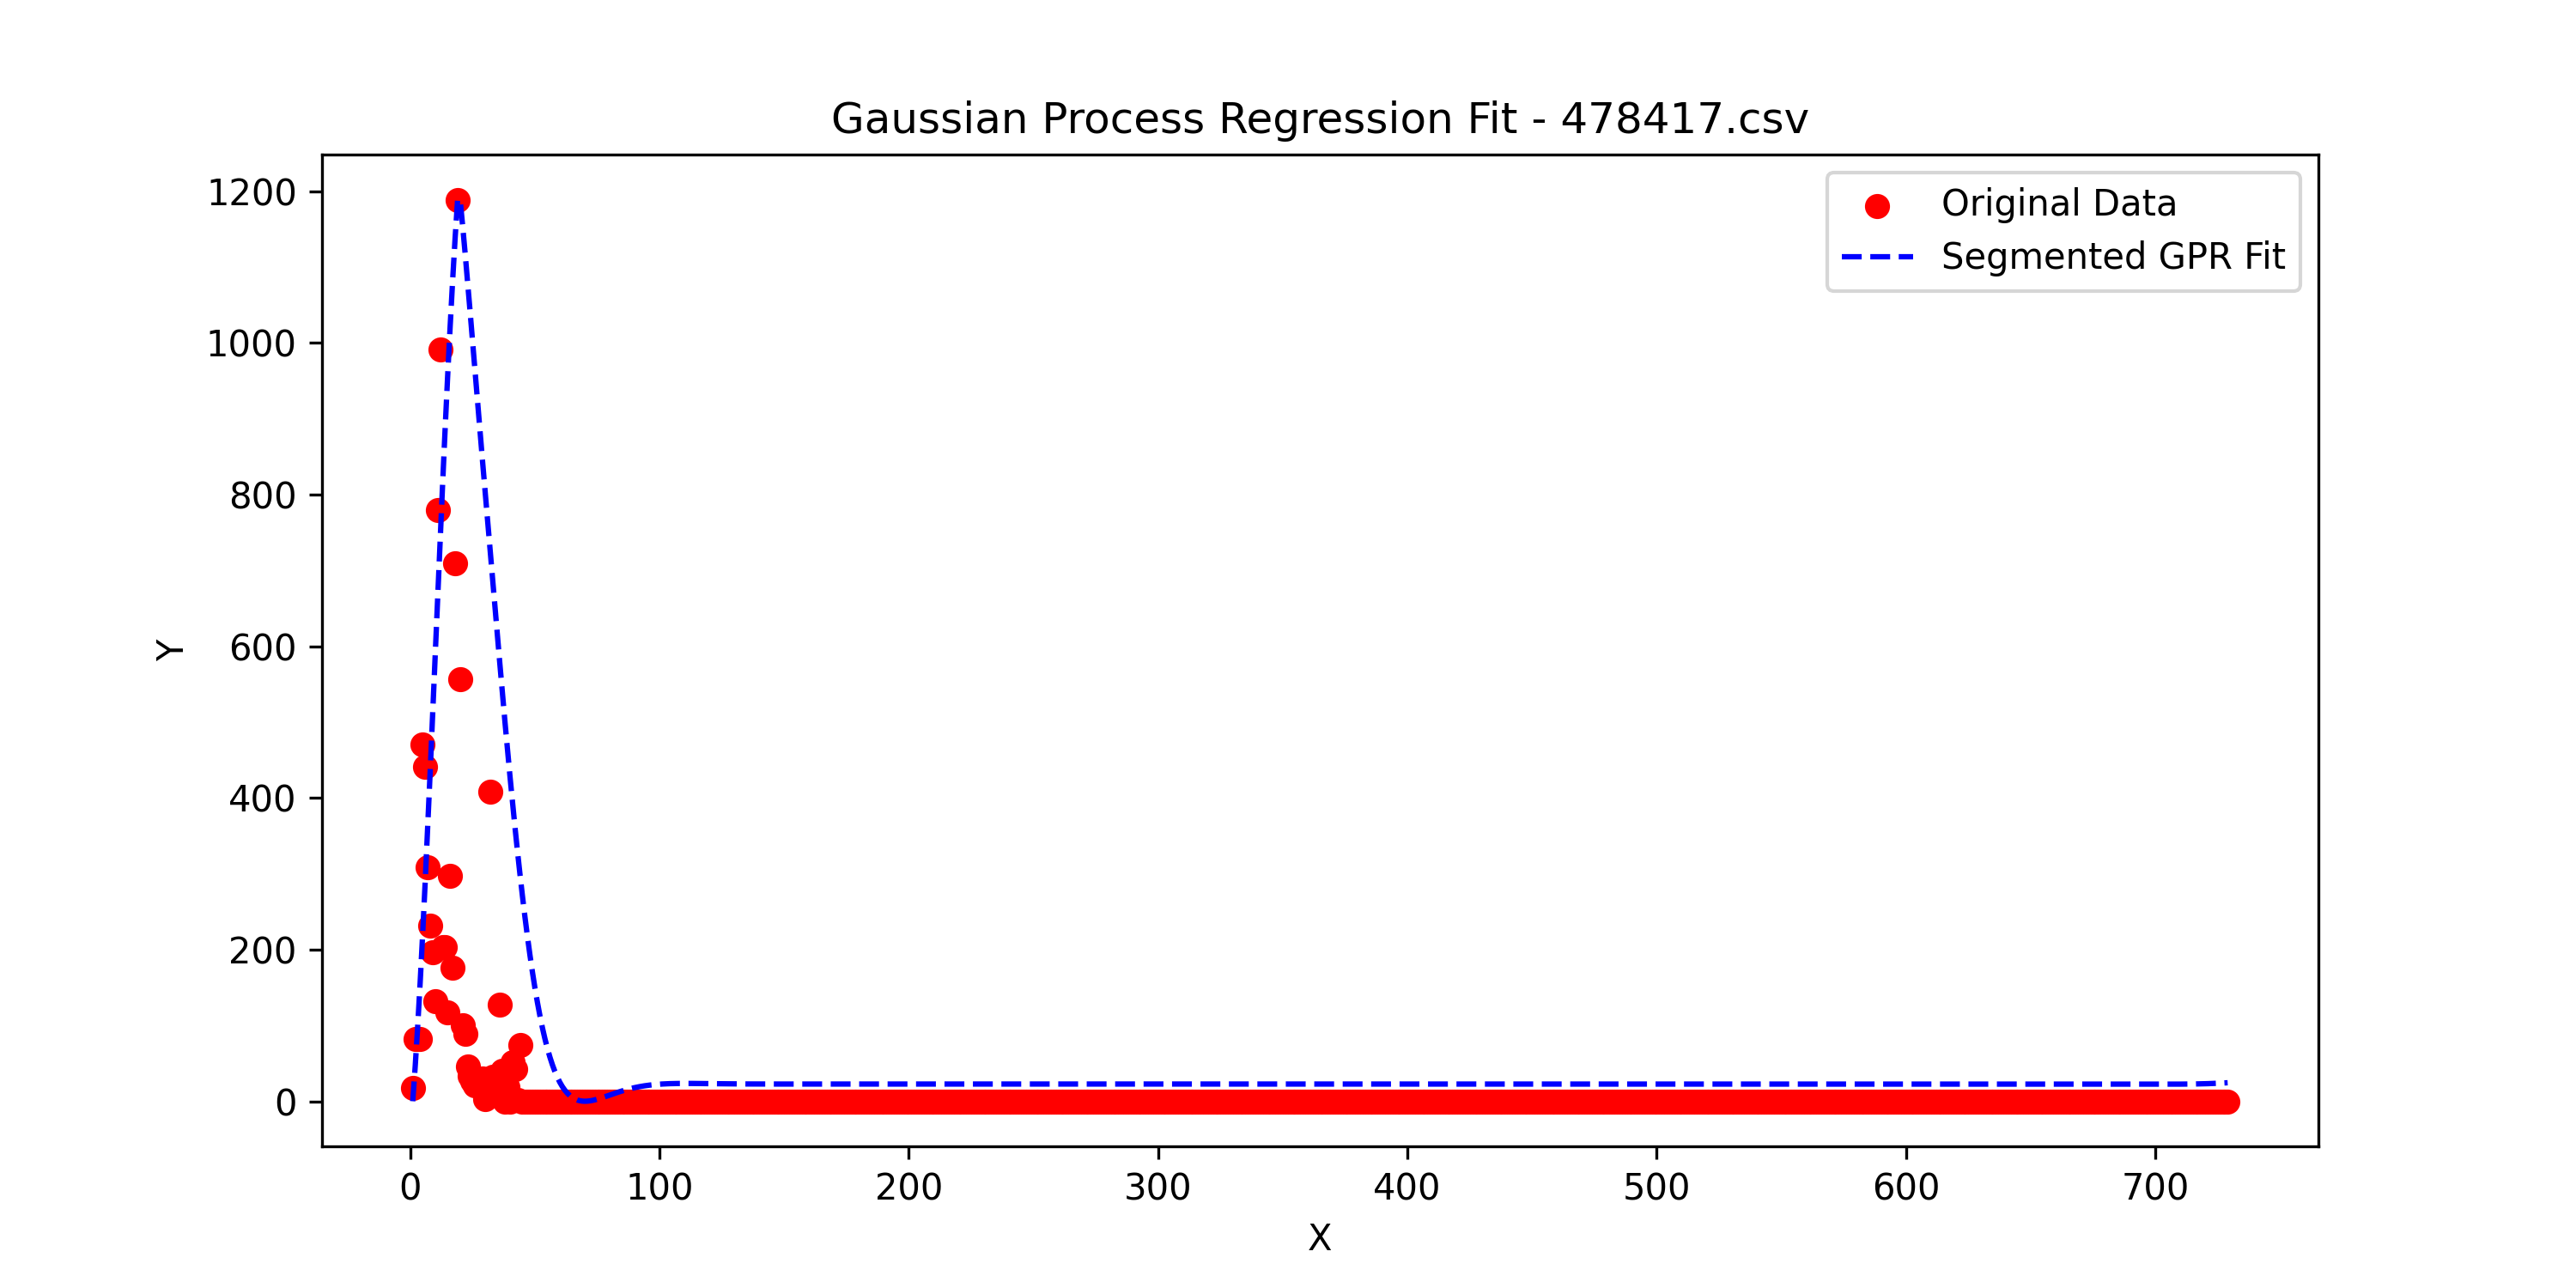 Gaussian Process Regression Fit - 478417.csv
Original Data
Segmented GPR Fit
1200
1000
800
600
400
200
0
Y
0 100 200 300 400 500 600 700
X